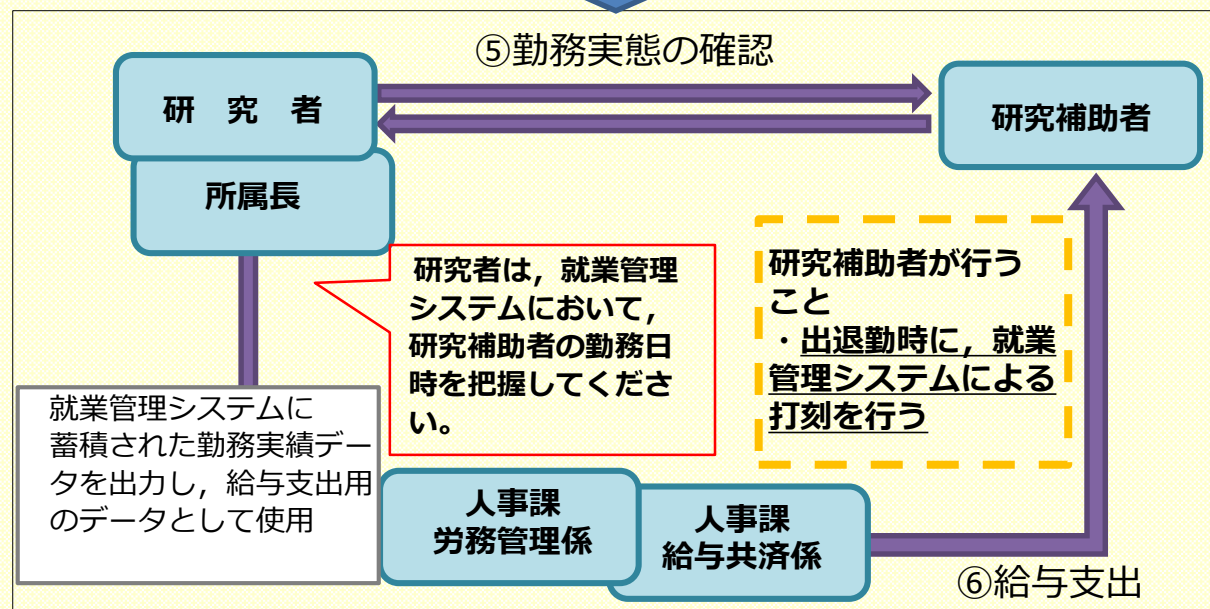 ⑤勤務実態の確認
研　究　者
所属長
研究補助者
研究者は，就業管理
システムにおいて，
研究補助者の勤務日
時を把握してくださ
い。
研究補助者が行う
こと
・出退勤時に，就業
管理システムによる
打刻を行う
就業管理システムに
蓄積された勤務実績デー
タを出力し，給与支出用
のデータとして使用
人事課
労務管理係
人事課
給与共済係
⑥給与支出